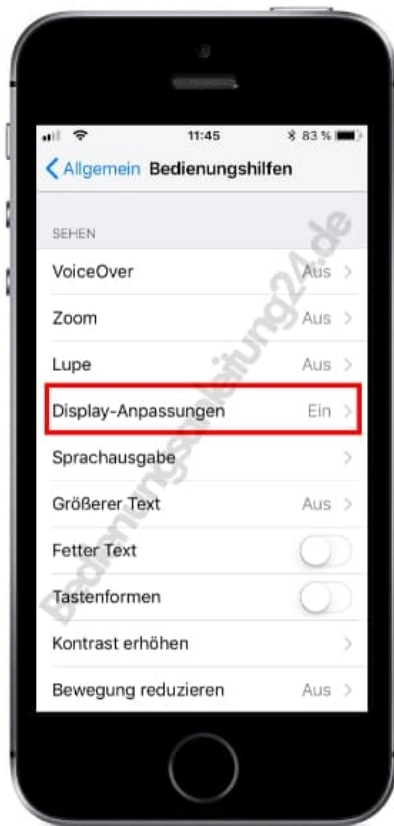 11:45 83 %
Allgemein Bedienungshilfen
SEHEN
VoiceOver Aus
Zoom Aus
Lupe Aus
Display-Anpassungen Ein
Sprachausgabe
Größerer Text Aus
Fetter Text
Tastenformen
Kontrast erhöhen
Bewegung reduzieren Aus
Bedienungsanleitung24.de